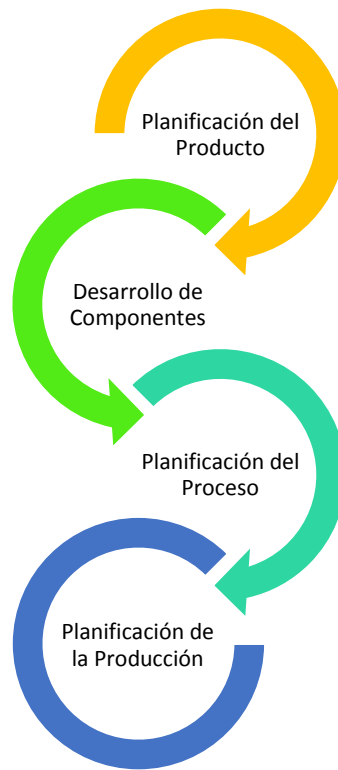 Planificación del
Producto
Desarrollo de
Componentes
Planificación del
Proceso
Planificación de
la Producción